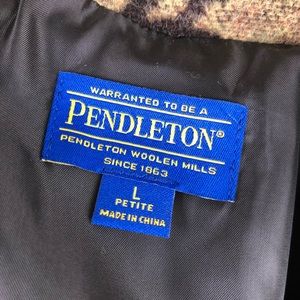 WARRANTED TO BE A
PENDLETON®
PENDLETON WOOLEN MILLS
SINCE 1863
L
PETITE
MADE IN CHINA